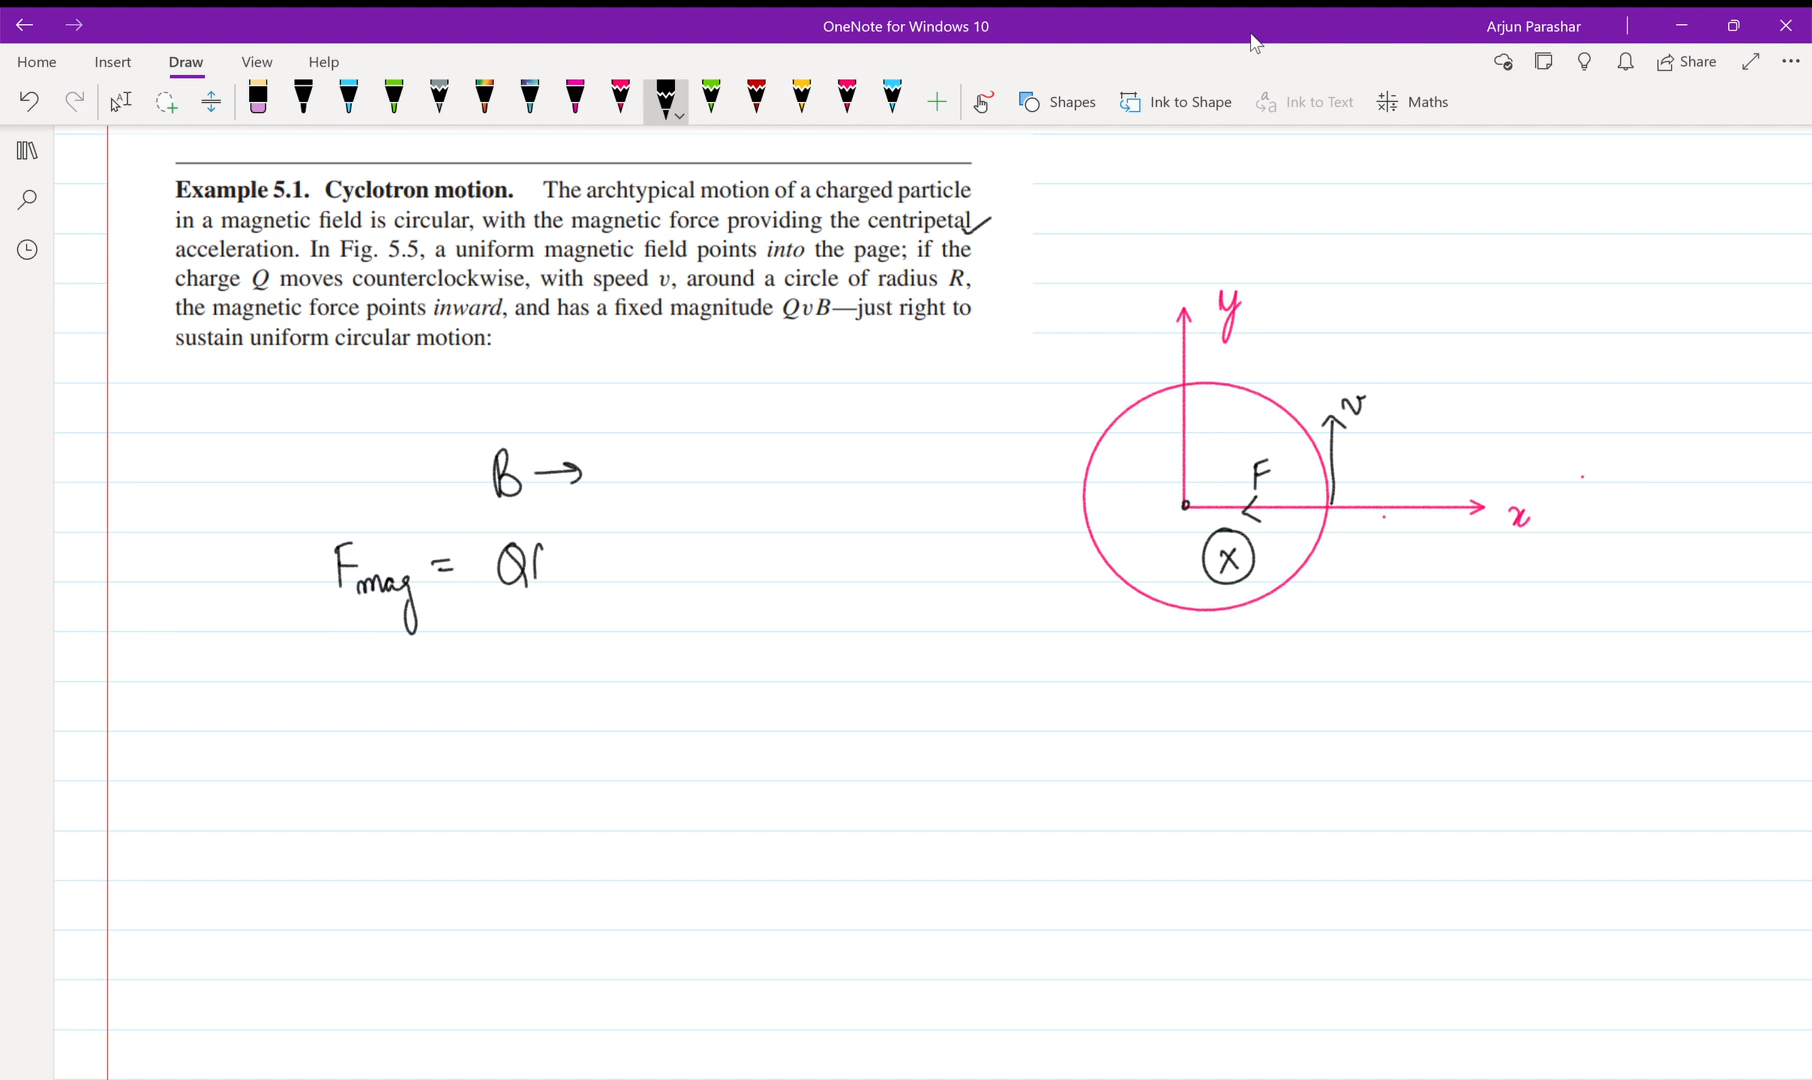 OneNote for Windows 10
Arjun Parashar
Home Insert Draw View Help
Share
Shapes Ink to Shape Ink to Text Maths
Example 5.1. Cyclotron motion. The archtypical motion of a charged particle
in a magnetic field is circular, with the magnetic force providing the centripetal
acceleration. In Fig. 5.5, a uniform magnetic field points into the page; if the
charge Q moves counterclockwise, with speed v, around a circle of radius R,
the magnetic force points inward, and has a fixed magnitude QvB—just right to
sustain uniform circular motion:
y
v
B →
F
x
X
F_mag = Q